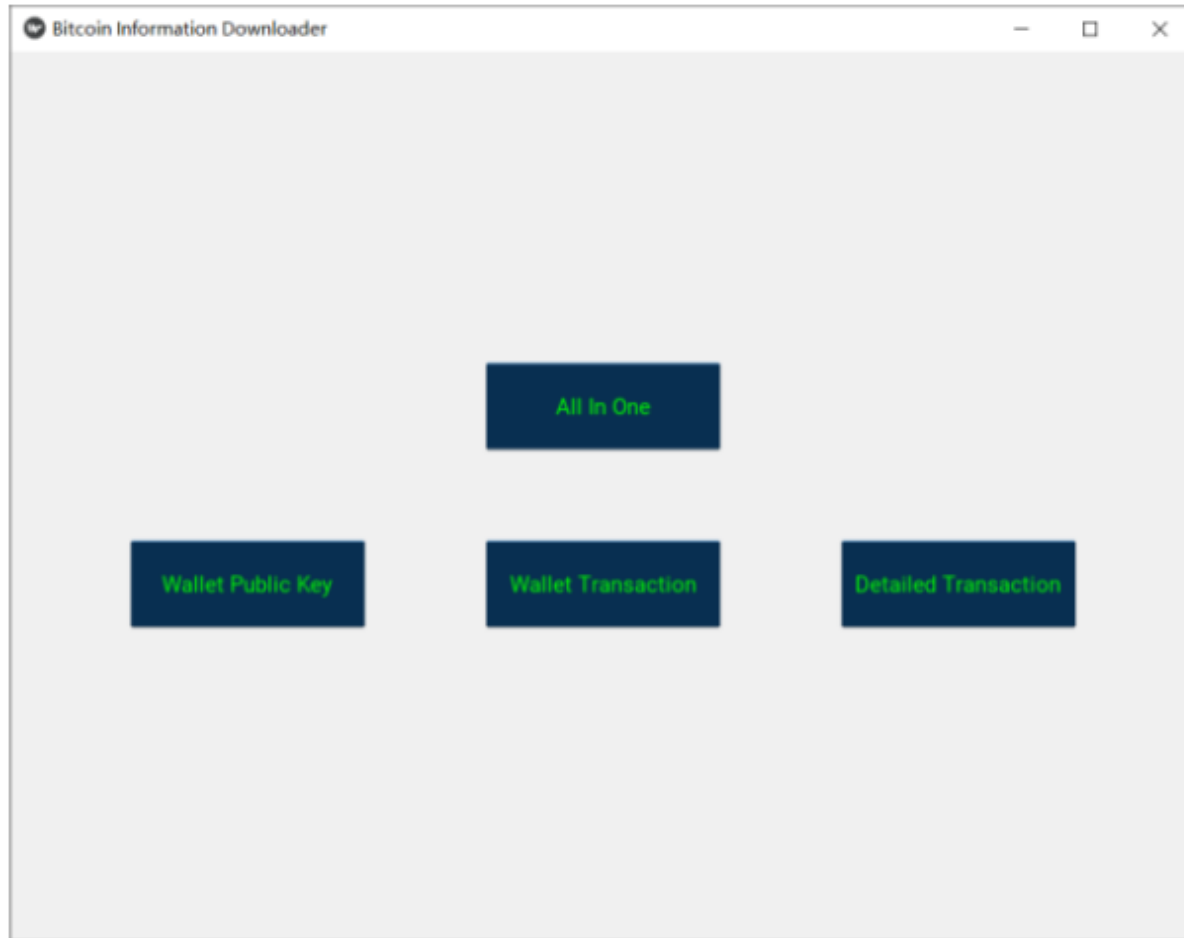 Bitcoin Information Downloader
All In One
Wallet Public Key
Wallet Transaction
Detailed Transaction